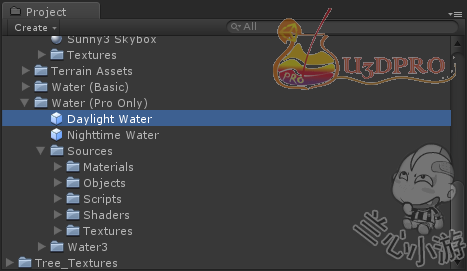 Project
Create
All
Sunny3 Skybox
Textures
Terrain Assets
Water (Basic)
Water (Pro Only)
Daylight Water
Nighttime Water
Sources
Materials
Objects
Scripts
Shaders
Textures
Water3
Tree_Textures
U3DPRO
PRO
当心小游